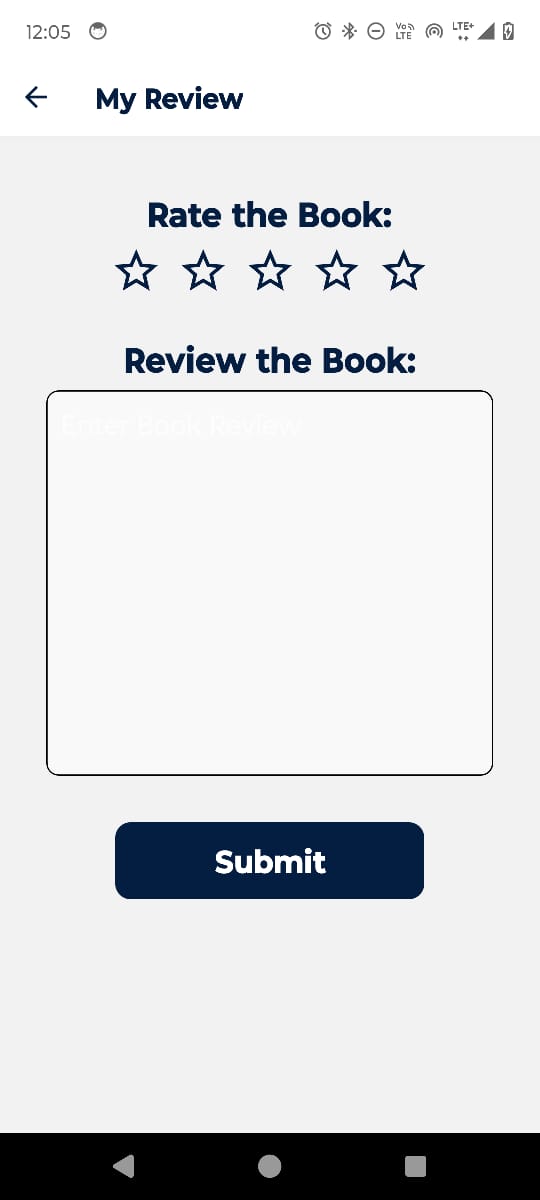 12:05
Vo LTE
LTE+
My Review
Rate the Book:
Review the Book:
Enter Book Review
Submit